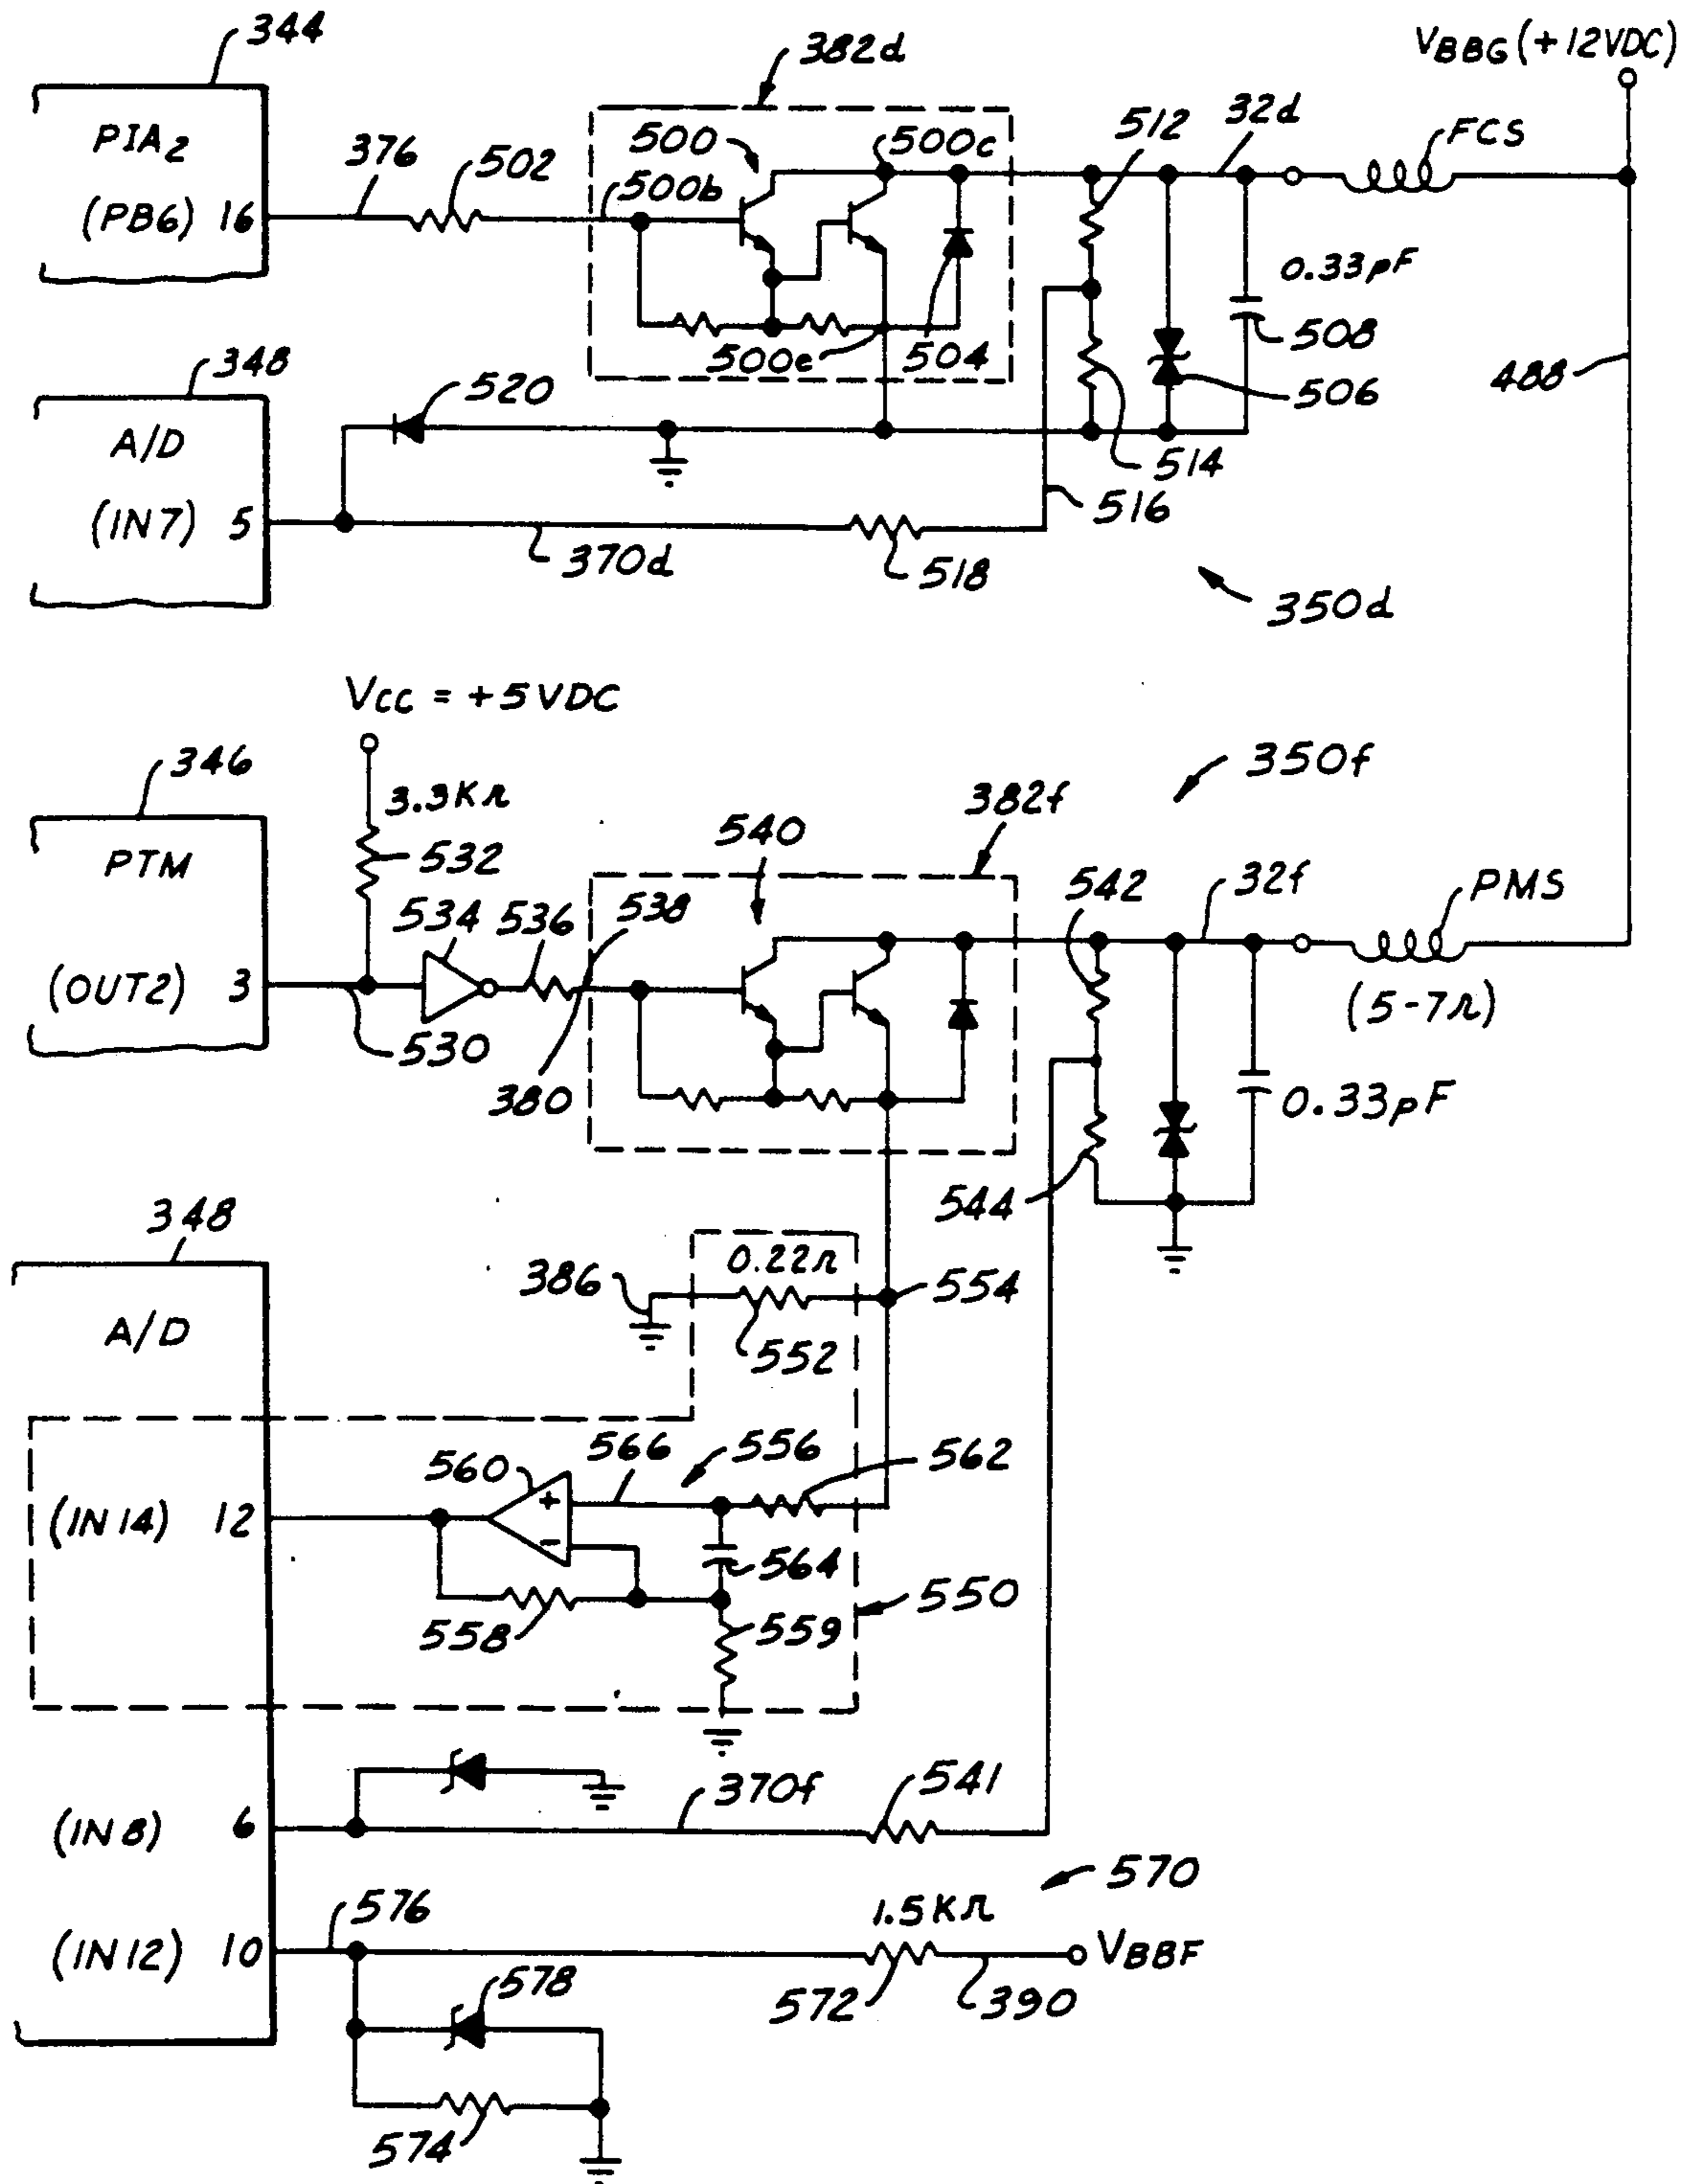 344
382d
VBBG (+12VDC)
PIA2
(PB6) 16
376
502
500
500b
500c
512
32d
FCS
0.33pF
508
488
500e
504
506
348
520
A/D
(IN7) 5
514
516
370d
518
350d
Vcc = +5VDC
346
3.3KΩ
532
350f
382f
PTM
540
542
32f
PMS
534
536
538
(OUT2) 3
530
380
(5-7Ω)
0.33pF
544
348
0.22Ω
386
554
A/D
552
566
556
562
560
+
-
(IN14) 12
564
550
558
559
370f
541
(IN8) 6
570
576
1.5KΩ
(IN12) 10
VBBF
578
572
390
574